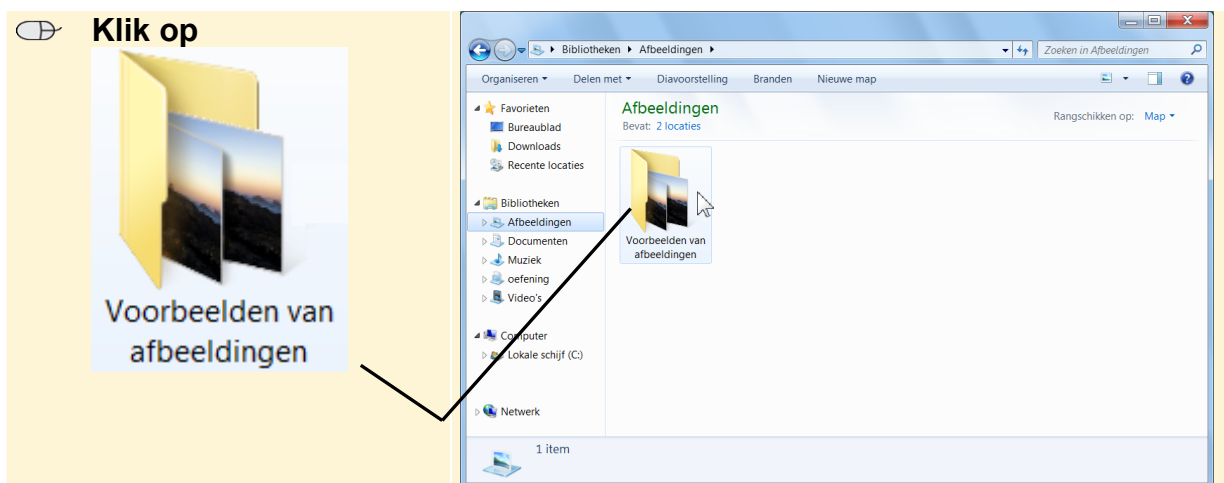 Klik op
Voorbeelden van
afbeeldingen
Bibliotheken Afbeeldingen
Zoeken in Afbeeldingen
Organiseren Delen met Diavoorstelling Branden Nieuwe map
Favorieten
Bureaublad
Downloads
Recente locaties
Bibliotheken
Afbeeldingen
Documenten
Muziek
oefening
Video's
Computer
Lokale schijf (C:)
Netwerk
Afbeeldingen
Bevat: 2 locaties
Rangschikken op: Map
Voorbeelden van
afbeeldingen
1 item